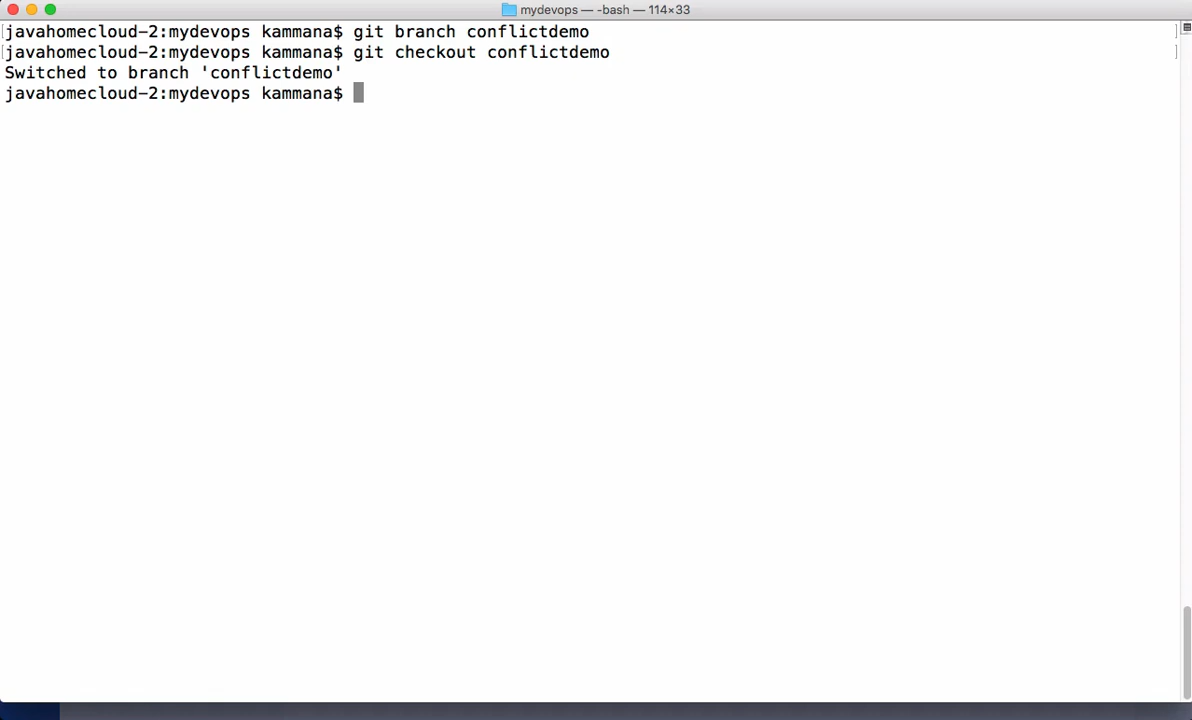 mydevops — -bash — 114×33
[javahomecloud-2:mydevops kammana$ git branch conflictdemo ]
[javahomecloud-2:mydevops kammana$ git checkout conflictdemo ]
Switched to branch 'conflictdemo'
javahomecloud-2:mydevops kammana$